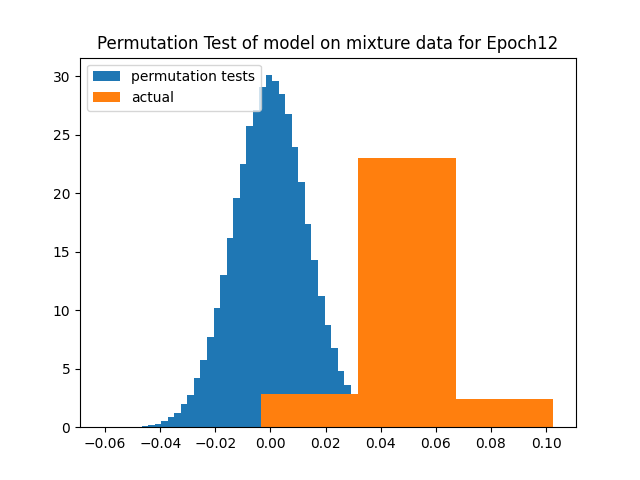 Permutation Test of model on mixture data for Epoch12
permutation tests
actual
30
25
20
15
10
5
0
−0.06 −0.04 −0.02 0.00 0.02 0.04 0.06 0.08 0.10